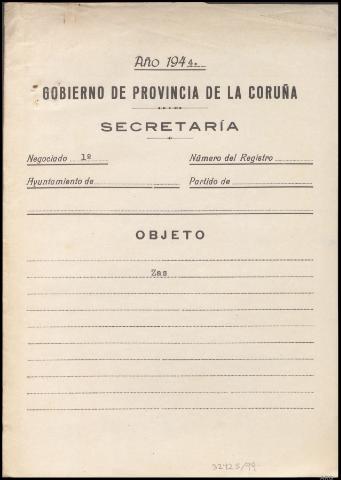 Año 1944.
GOBIERNO DE PROVINCIA DE LA CORUÑA
SECRETARÍA
Negociado 1º Número del Registro
Ayuntamiento de Partido de
OBJETO
Zas
32425/99